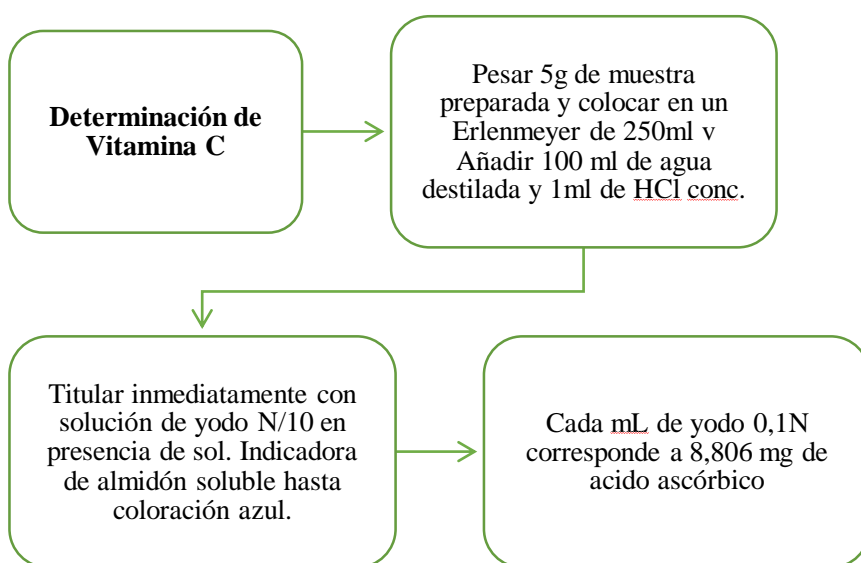 Determinación de
Vitamina C
Pesar 5g de muestra
preparada y colocar en un
Erlenmeyer de 250ml v
Añadir 100 ml de agua
destilada y 1ml de HCl conc.
Titular inmediatamente con
solución de yodo N/10 en
presencia de sol. Indicadora
de almidón soluble hasta
coloración azul.
Cada mL de yodo 0,1N
corresponde a 8,806 mg de
acido ascórbico